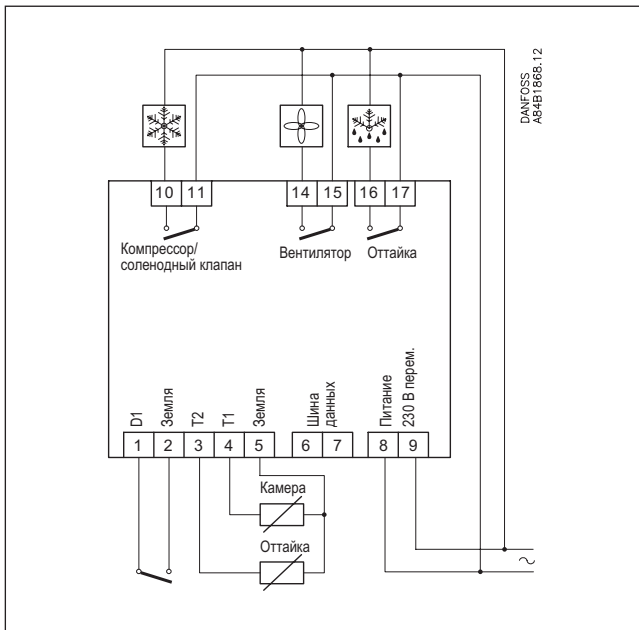 DANFOSS
A84B1868.12
10 11 14 15 16 17
Компрессор/
соленодный клапан
Вентилятор
Оттайка
D1
Земля
T2
T1
Земля
Шина
данных
Питание
230 В перем.
1 2 3 4 5 6 7 8 9
Камера
Оттайка
~